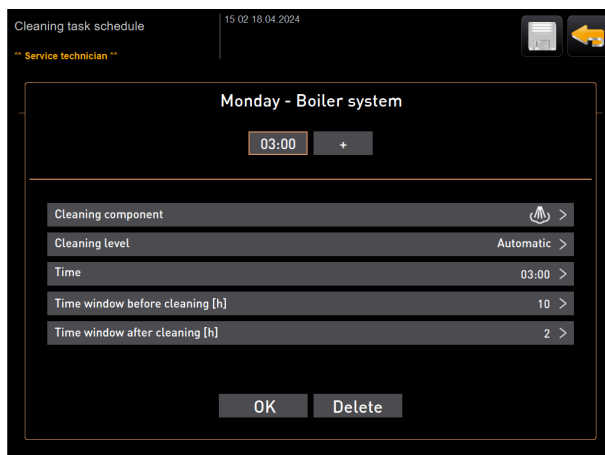 Cleaning task schedule
15 02 18.04.2024
** Service technician **
Monday - Boiler system
03:00 +
Cleaning component >
Cleaning level Automatic >
Time 03:00 >
Time window before cleaning [h] 10 >
Time window after cleaning [h] 2 >
OK Delete